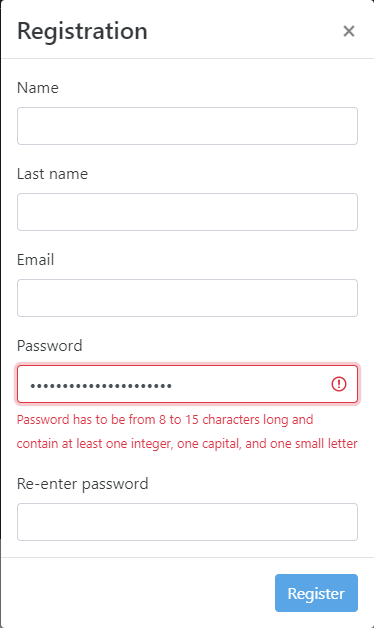 Registration
×
Name
Last name
Email
Password
••••••••••••••••••••••
Password has to be from 8 to 15 characters long and
contain at least one integer, one capital, and one small letter
Re-enter password
Register